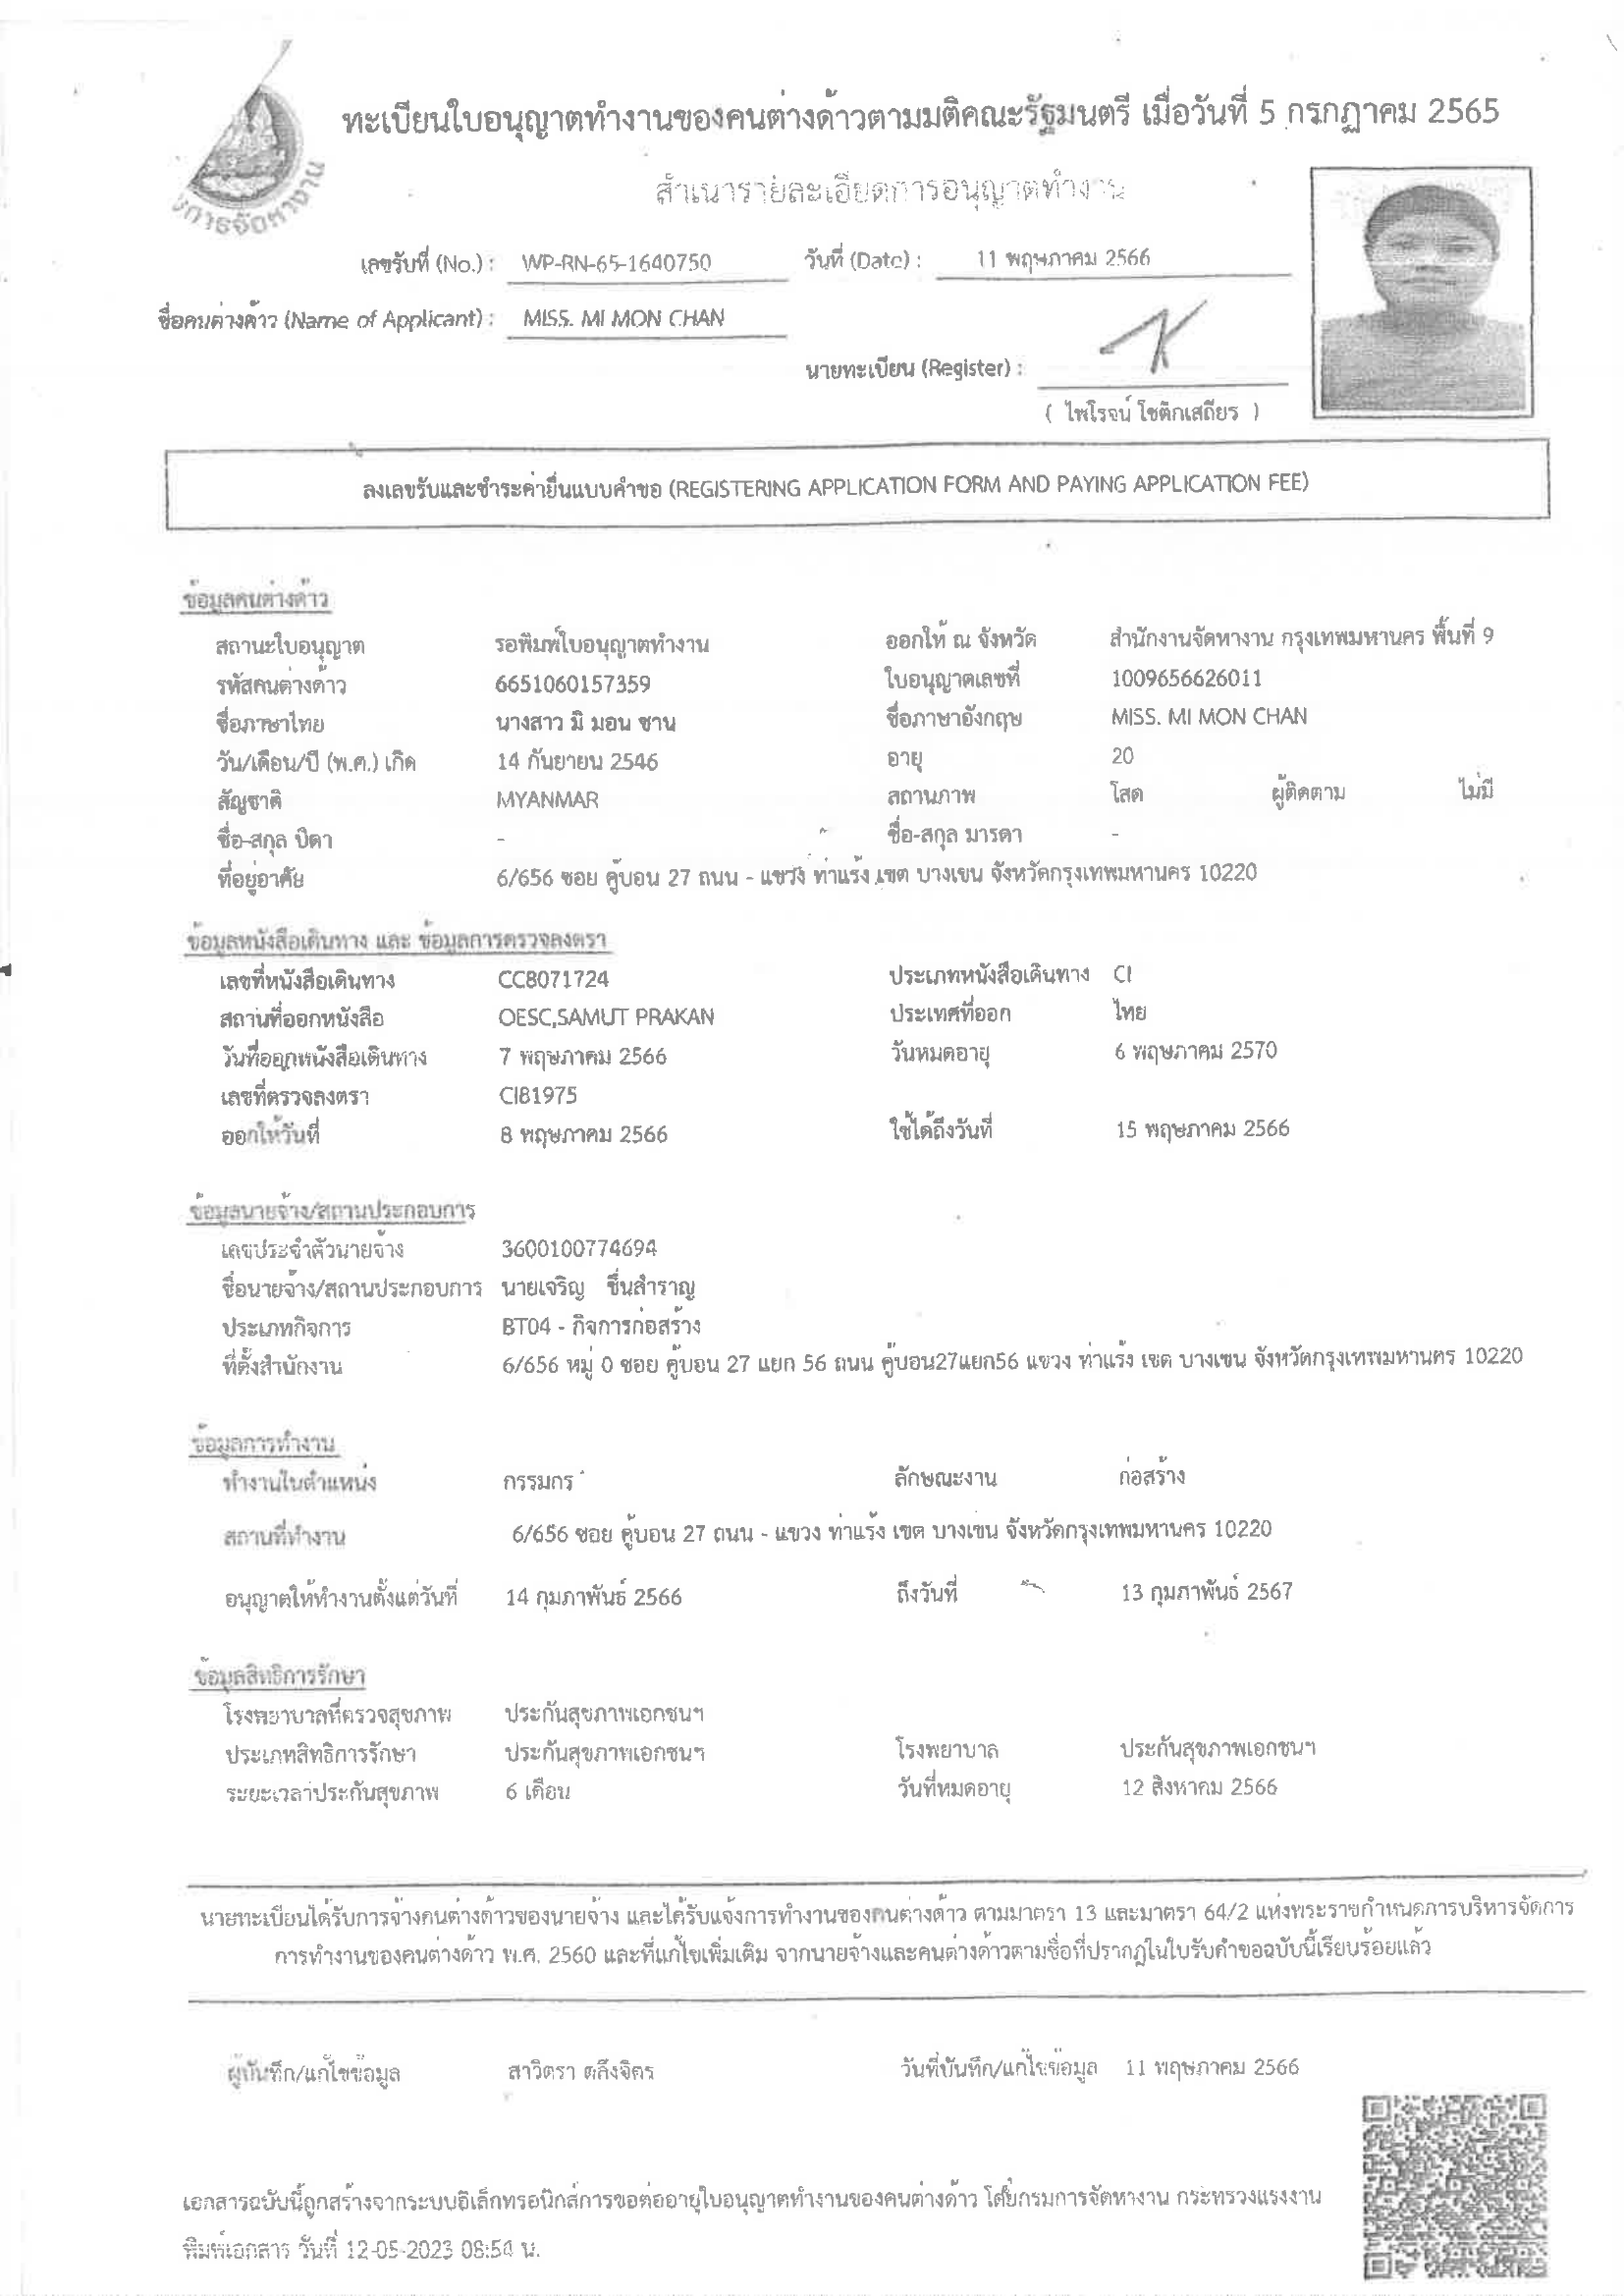 ทะเบียนใบอนุญาตทำงานของคนต่างด้าวตามมติคณะรัฐมนตรี เมื่อวันที่ 5 กรกฏาคม 2565
การจัดหางาน
สำเนารายละเอียดการอนุญาตทำงาน
เลขรับที่ (No.) : WP-RN-65-1640750 วันที่ (Date) : 11 พฤษภาคม 2566
ชื่อคนต่างด้าว (Name of Applicant) : MISS. MI MON CHAN
นายทะเบียน (Register) :
( ไพโรจน์ โชติกเสถียร )
ลงเลขรับและชำระค่ายื่นแบบคำขอ (REGISTERING APPLICATION FORM AND PAYING APPLICATION FEE)
ข้อมูลคนต่างด้าว
สถานะใบอนุญาต รอพิมพ์ใบอนุญาตทำงาน ออกให้ ณ จังหวัด สำนักงานจัดหางาน กรุงเทพมหานคร พื้นที่ 9
รหัสคนต่างด้าว 6651060157359 ใบอนุญาตเลขที่ 1009656626011
ชื่อภาษาไทย นางสาว มิ มอน ชาน ชื่อภาษาอังกฤษ MISS. MI MON CHAN
วัน/เดือน/ปี (พ.ศ.) เกิด 14 กันยายน 2546 อายุ 20
สัญชาติ MYANMAR สถานภาพ โสด ผู้ติดตาม ไม่มี
ชื่อ-สกุล บิดา - ชื่อ-สกุล มารดา -
ที่อยู่อาศัย 6/656 ซอย คู้บอน 27 ถนน - แขวง ท่าแร้ง เขต บางเขน จังหวัดกรุงเทพมหานคร 10220
ข้อมูลหนังสือเดินทาง และ ข้อมูลการตรวจลงตรา
เลขที่หนังสือเดินทาง CC8071724 ประเภทหนังสือเดินทาง CI
สถานที่ออกหนังสือ OESC,SAMUT PRAKAN ประเทศที่ออก ไทย
วันที่ออกหนังสือเดินทาง 7 พฤษภาคม 2566 วันหมดอายุ 6 พฤษภาคม 2570
เลขที่ตรวจลงตรา CI81975
ออกให้วันที่ 8 พฤษภาคม 2566 ใช้ได้ถึงวันที่ 15 พฤษภาคม 2566
ข้อมูลนายจ้าง/สถานประกอบการ
เลขประจำตัวนายจ้าง 3600100774694
ชื่อนายจ้าง/สถานประกอบการ นายเจริญ ชื่นสำราญ
ประเภทกิจการ BT04 - กิจการก่อสร้าง
ที่ตั้งสำนักงาน 6/656 หมู่ 0 ซอย คู้บอน 27 แยก 56 ถนน คู้บอน27แยก56 แขวง ท่าแร้ง เขต บางเขน จังหวัดกรุงเทพมหานคร 10220
ข้อมูลการทำงาน
ทำงานในตำแหน่ง กรรมกร ลักษณะงาน ก่อสร้าง
สถานที่ทำงาน 6/656 ซอย คู้บอน 27 ถนน - แขวง ท่าแร้ง เขต บางเขน จังหวัดกรุงเทพมหานคร 10220
อนุญาตให้ทำงานตั้งแต่วันที่ 14 กุมภาพันธ์ 2566 ถึงวันที่ 13 กุมภาพันธ์ 2567
ข้อมูลสิทธิการรักษา
โรงพยาบาลที่ตรวจสุขภาพ ประกันสุขภาพเอกชนฯ
ประเภทสิทธิการรักษา ประกันสุขภาพเอกชนฯ โรงพยาบาล ประกันสุขภาพเอกชนฯ
ระยะเวลาประกันสุขภาพ 6 เดือน วันที่หมดอายุ 12 สิงหาคม 2566
นายทะเบียนได้รับการจ้างคนต่างด้าวของนายจ้าง และได้รับแจ้งการทำงานของคนต่างด้าว ตามมาตรา 13 และมาตรา 64/2 แห่งพระราชกำหนดการบริหารจัดการ
การทำงานของคนต่างด้าว พ.ศ. 2560 และที่แก้ไขเพิ่มเติม จากนายจ้างและคนต่างด้าวตามชื่อที่ปรากฏในใบรับคำขอฉบับนี้เรียบร้อยแล้ว
ผู้บันทึก/แก้ไขข้อมูล สาวิตรา ตลึงจิตร วันที่บันทึก/แก้ไขข้อมูล 11 พฤษภาคม 2566
เอกสารฉบับนี้ถูกสร้างจากระบบอิเล็กทรอนิกส์การขอต่ออายุใบอนุญาตทำงานของคนต่างด้าว โดยกรมการจัดหางาน กระทรวงแรงงาน
พิมพ์เอกสาร วันที่ 12-05-2023 08:54 น.